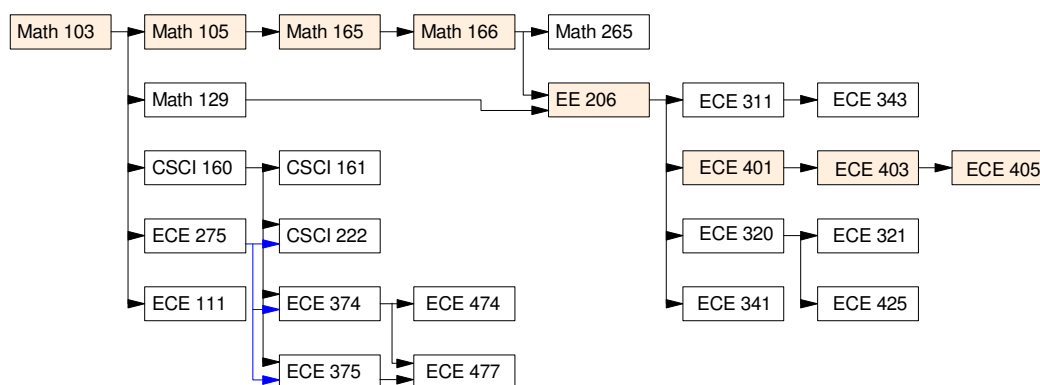 Math 103
Math 105
Math 165
Math 166
Math 265
Math 129
EE 206
ECE 311
ECE 343
CSCI 160
CSCI 161
ECE 401
ECE 403
ECE 405
ECE 275
CSCI 222
ECE 320
ECE 321
ECE 111
ECE 374
ECE 474
ECE 341
ECE 425
ECE 375
ECE 477